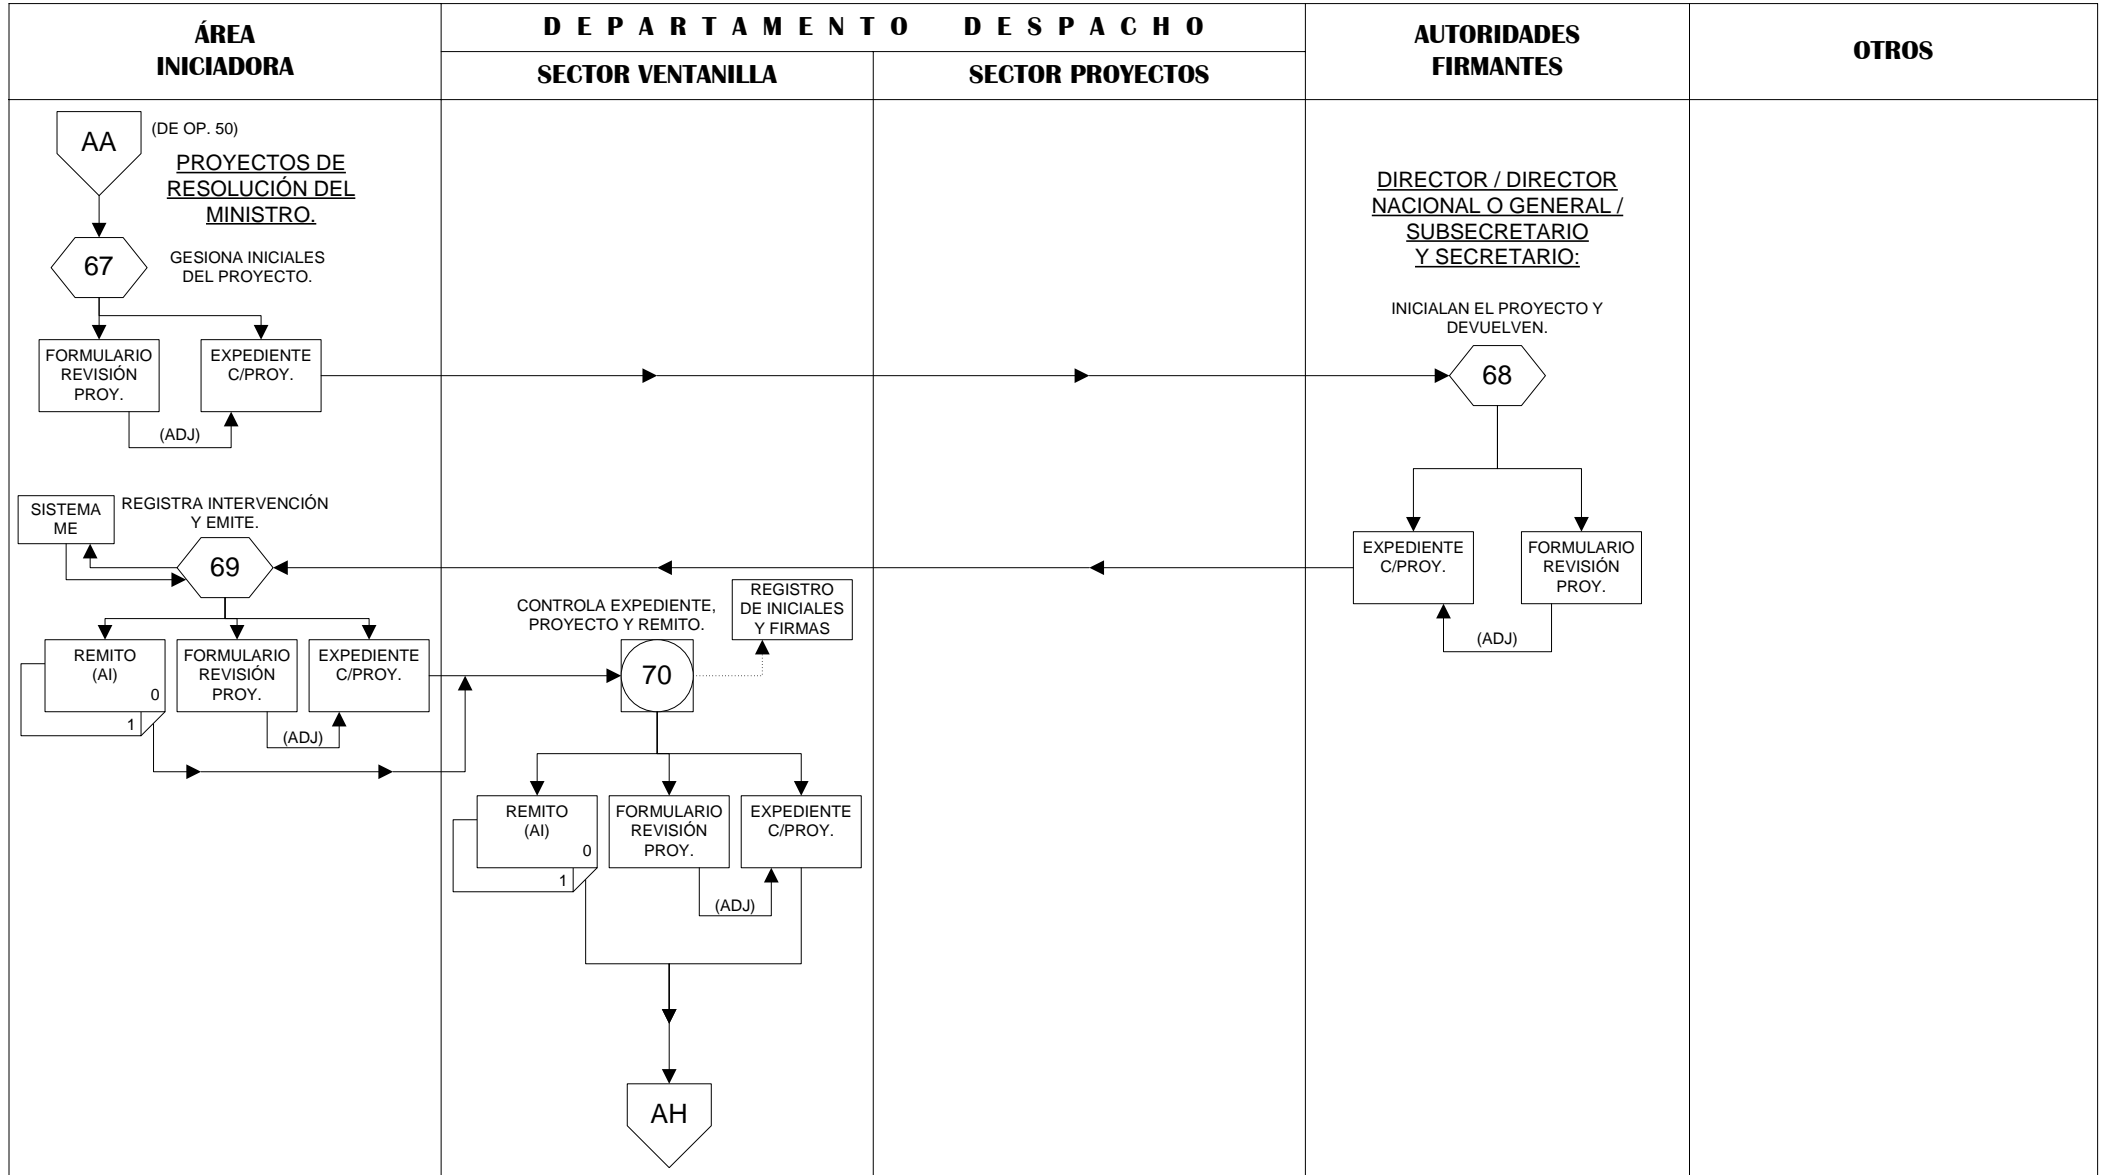 ÁREA
INICIADORA
DEPARTAMENTO DESPACHO
SECTOR VENTANILLA
SECTOR PROYECTOS
AUTORIDADES
FIRMANTES
OTROS
AA
(DE OP. 50)
PROYECTOS DE
RESOLUCIÓN DEL
MINISTRO.
67
GESIONA INICIALES
DEL PROYECTO.
FORMULARIO
REVISIÓN
PROY.
EXPEDIENTE
C/PROY.
(ADJ)
DIRECTOR / DIRECTOR
NACIONAL O GENERAL /
SUBSECRETARIO
Y SECRETARIO:
INICIALAN EL PROYECTO Y
DEVUELVEN.
68
EXPEDIENTE
C/PROY.
FORMULARIO
REVISIÓN
PROY.
(ADJ)
SISTEMA
ME
REGISTRA INTERVENCIÓN
Y EMITE.
69
REMITO
(AI)
0
1
FORMULARIO
REVISIÓN
PROY.
EXPEDIENTE
C/PROY.
(ADJ)
CONTROLA EXPEDIENTE,
PROYECTO Y REMITO.
REGISTRO
DE INICIALES
Y FIRMAS
70
REMITO
(AI)
0
1
FORMULARIO
REVISIÓN
PROY.
EXPEDIENTE
C/PROY.
(ADJ)
AH